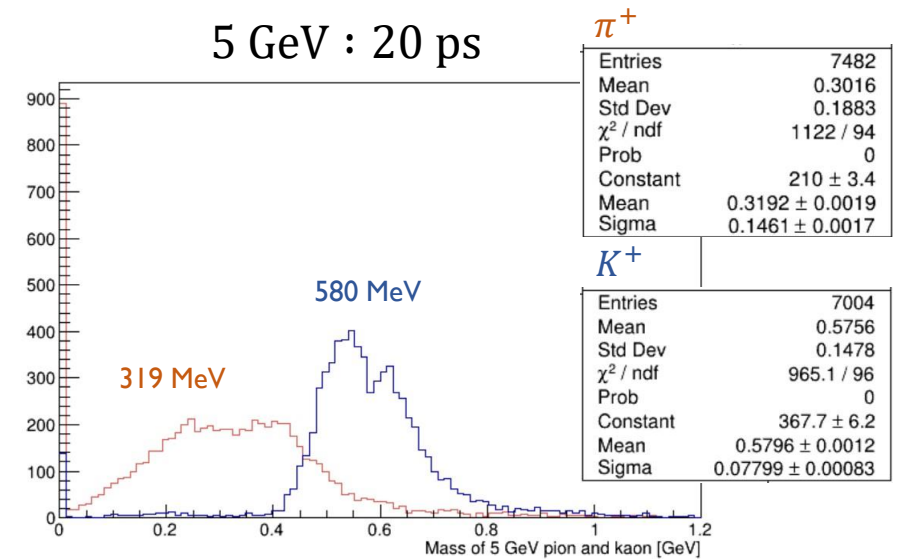 5 GeV : 20 ps
π⁺
Entries 7482
Mean 0.3016
Std Dev 0.1883
χ² / ndf 1122 / 94
Prob 0
Constant 210 ± 3.4
Mean 0.3192 ± 0.0019
Sigma 0.1461 ± 0.0017
K⁺
Entries 7004
Mean 0.5756
Std Dev 0.1478
χ² / ndf 965.1 / 96
Prob 0
Constant 367.7 ± 6.2
Mean 0.5796 ± 0.0012
Sigma 0.07799 ± 0.00083
900
800
700
600
500
400
300
200
100
0
580 MeV
319 MeV
0 0.2 0.4 0.6 0.8 1 1.2
Mass of 5 GeV pion and kaon [GeV]